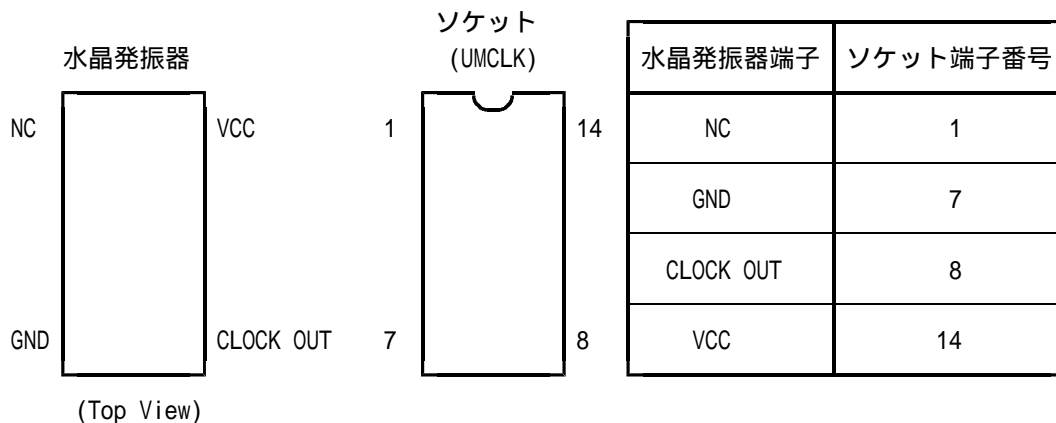 水晶発振器
NC
VCC
GND
CLOCK OUT
(Top View)
ソケット
(UMCLK)
1
14
7
8
水晶発振器端子 ソケット端子番号
NC 1
GND 7
CLOCK OUT 8
VCC 14